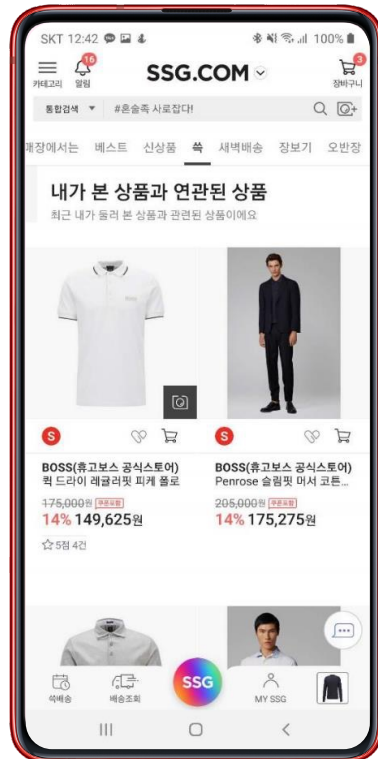 SKT 12:42 100%
16
3
카테고리 알림 SSG.COM 장바구니
통합검색 ▼ #혼술족 사로잡다!
매장에서는 베스트 신상품 쓱 새벽배송 장보기 오반장
내가 본 상품과 연관된 상품
최근 내가 둘러 본 상품과 관련된 상품이에요
S
S
BOSS(휴고보스 공식스토어)
퀵 드라이 레귤러핏 피케 폴로
175,000원 쿠폰포함
14% 149,625원
☆ 5점 4건
BOSS(휴고보스 공식스토어)
Penrose 슬림핏 머서 코튼...
205,000원 쿠폰포함
14% 175,275원
쓱배송 배송조회 SSG MY SSG